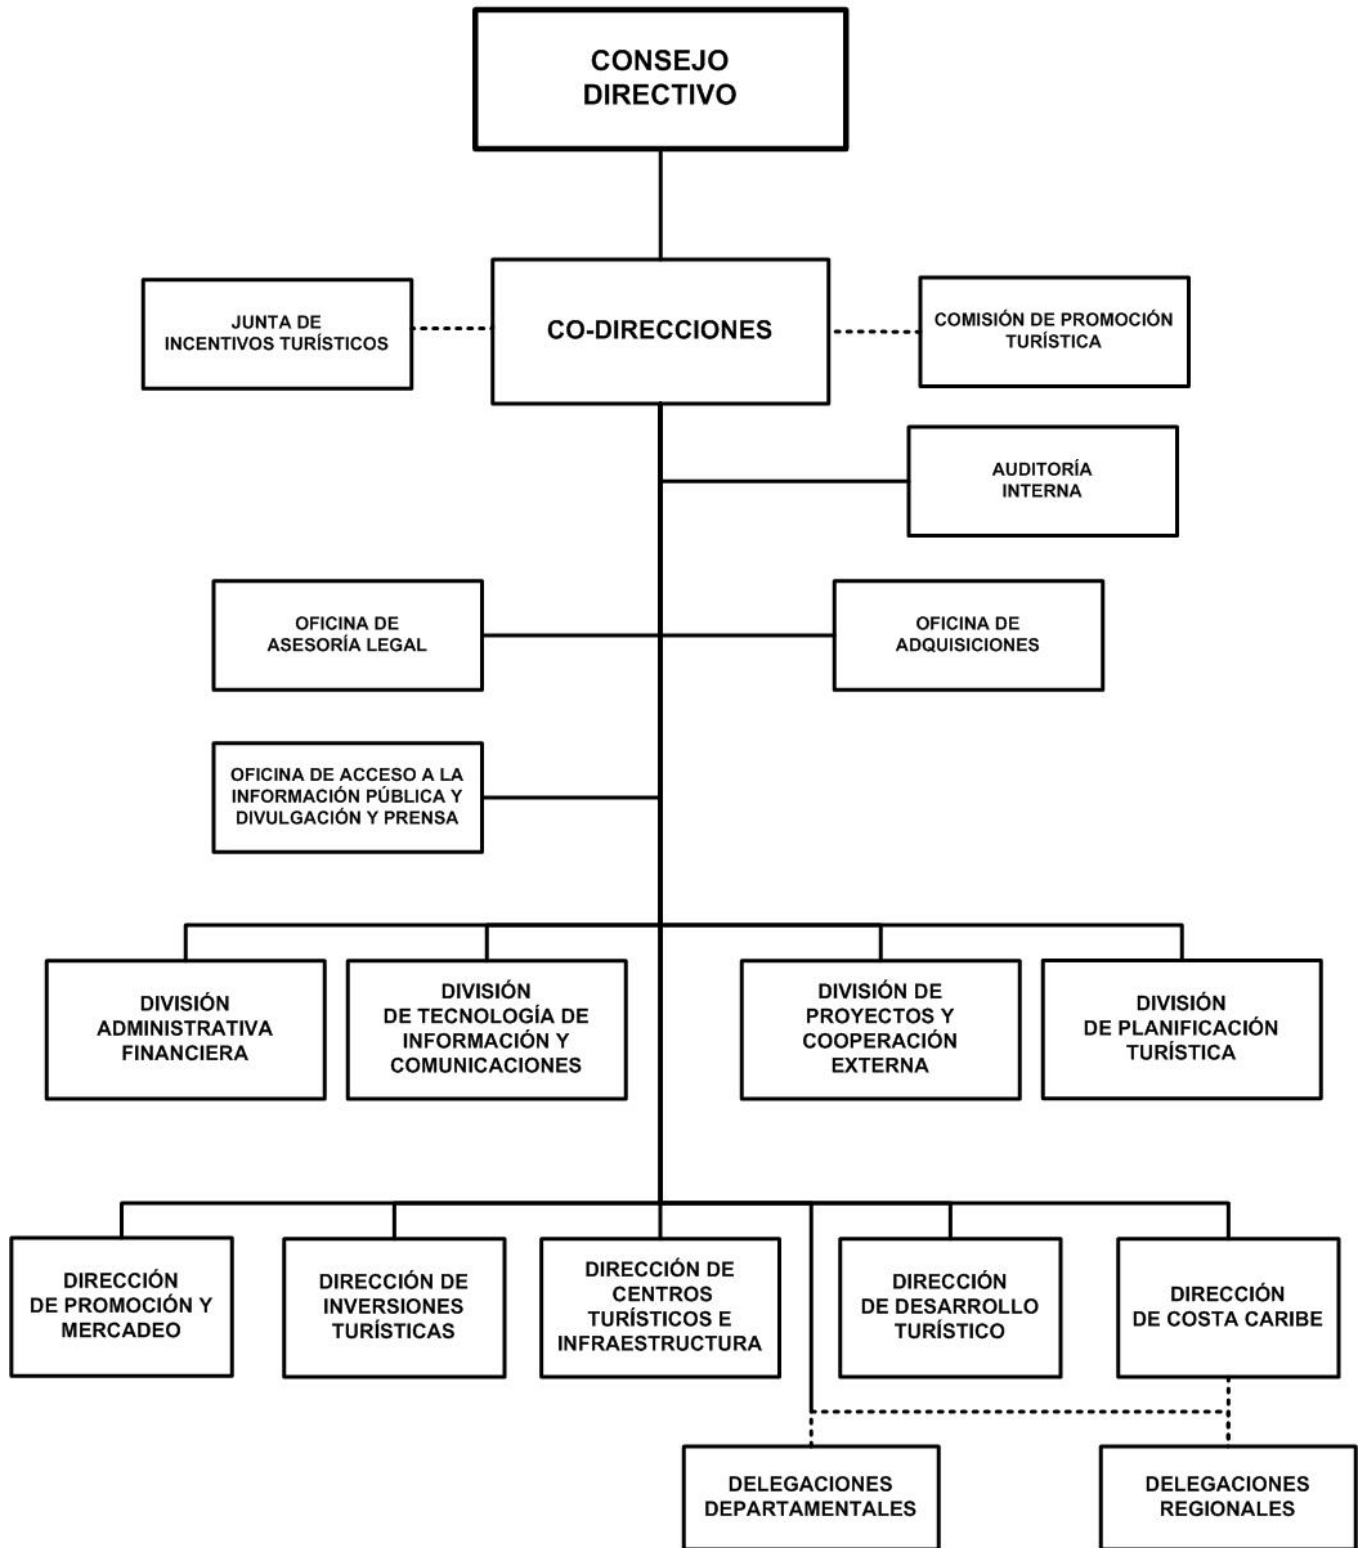 CONSEJO
DIRECTIVO
JUNTA DE
INCENTIVOS TURÍSTICOS
CO-DIRECCIONES
COMISIÓN DE PROMOCIÓN
TURÍSTICA
AUDITORÍA
INTERNA
OFICINA DE
ASESORÍA LEGAL
OFICINA DE
ADQUISICIONES
OFICINA DE ACCESO A LA
INFORMACIÓN PÚBLICA Y
DIVULGACIÓN Y PRENSA
DIVISIÓN
ADMINISTRATIVA
FINANCIERA
DIVISIÓN
DE TECNOLOGÍA DE
INFORMACIÓN Y
COMUNICACIONES
DIVISIÓN DE
PROYECTOS Y
COOPERACIÓN
EXTERNA
DIVISIÓN
DE PLANIFICACIÓN
TURÍSTICA
DIRECCIÓN
DE PROMOCIÓN Y
MERCADEO
DIRECCIÓN DE
INVERSIONES
TURÍSTICAS
DIRECCIÓN DE
CENTROS
TURÍSTICOS E
INFRAESTRUCTURA
DIRECCIÓN
DE DESARROLLO
TURÍSTICO
DIRECCIÓN
DE COSTA CARIBE
DELEGACIONES
DEPARTAMENTALES
DELEGACIONES
REGIONALES